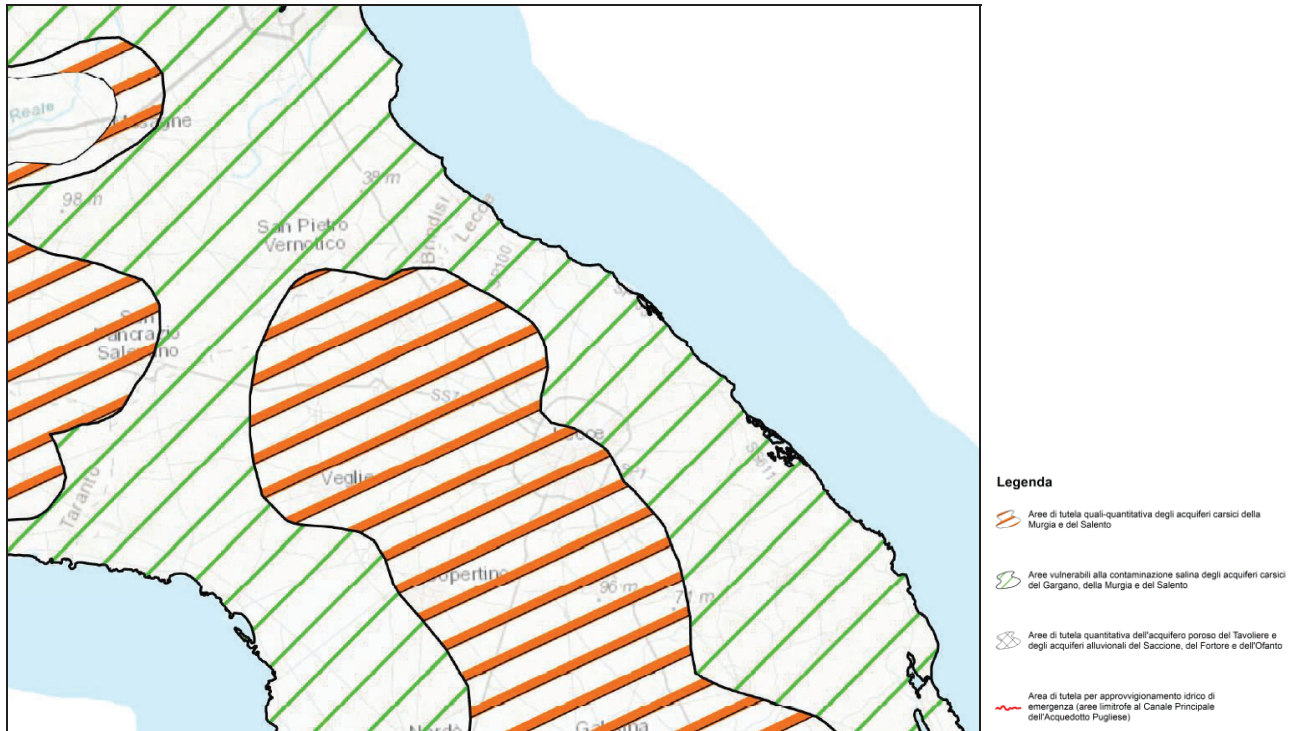 Reale
Mesagne
98 m
38 m
San Pietro
Vernotico
Brindisi
Lecce
San
Pancrazio
Salentino
SS7
Lecce
Veglie
Taranto
Copertino
96 m
71 m
Nardò
Galatina
Legenda
Aree di tutela quali-quantitativa degli acquiferi carsici della
Murgia e del Salento
Aree vulnerabili alla contaminazione salina degli acquiferi carsici
del Gargano, della Murgia e del Salento
Aree di tutela quantitativa dell'acquifero poroso del Tavoliere e
degli acquiferi alluvionali del Saccione, del Fortore e dell'Ofanto
Area di tutela per approvvigionamento idrico di
emergenza (aree limitrofe al Canale Principale
dell'Acquedotto Pugliese)